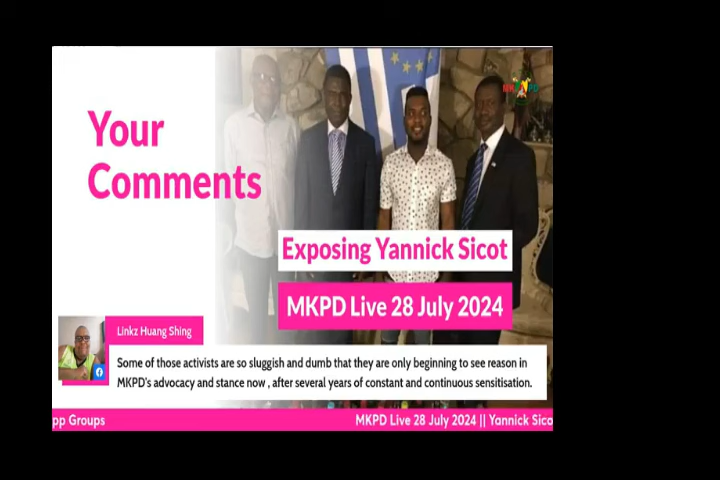 MKPD
Your
Comments
Exposing Yannick Sicot
MKPD Live 28 July 2024
Linkz Huang Shing
Some of those activists are so sluggish and dumb that they are only beginning to see reason in
MKPD's advocacy and stance now , after several years of constant and continuous sensitisation.
pp Groups
MKPD Live 28 July 2024 || Yannick Sico